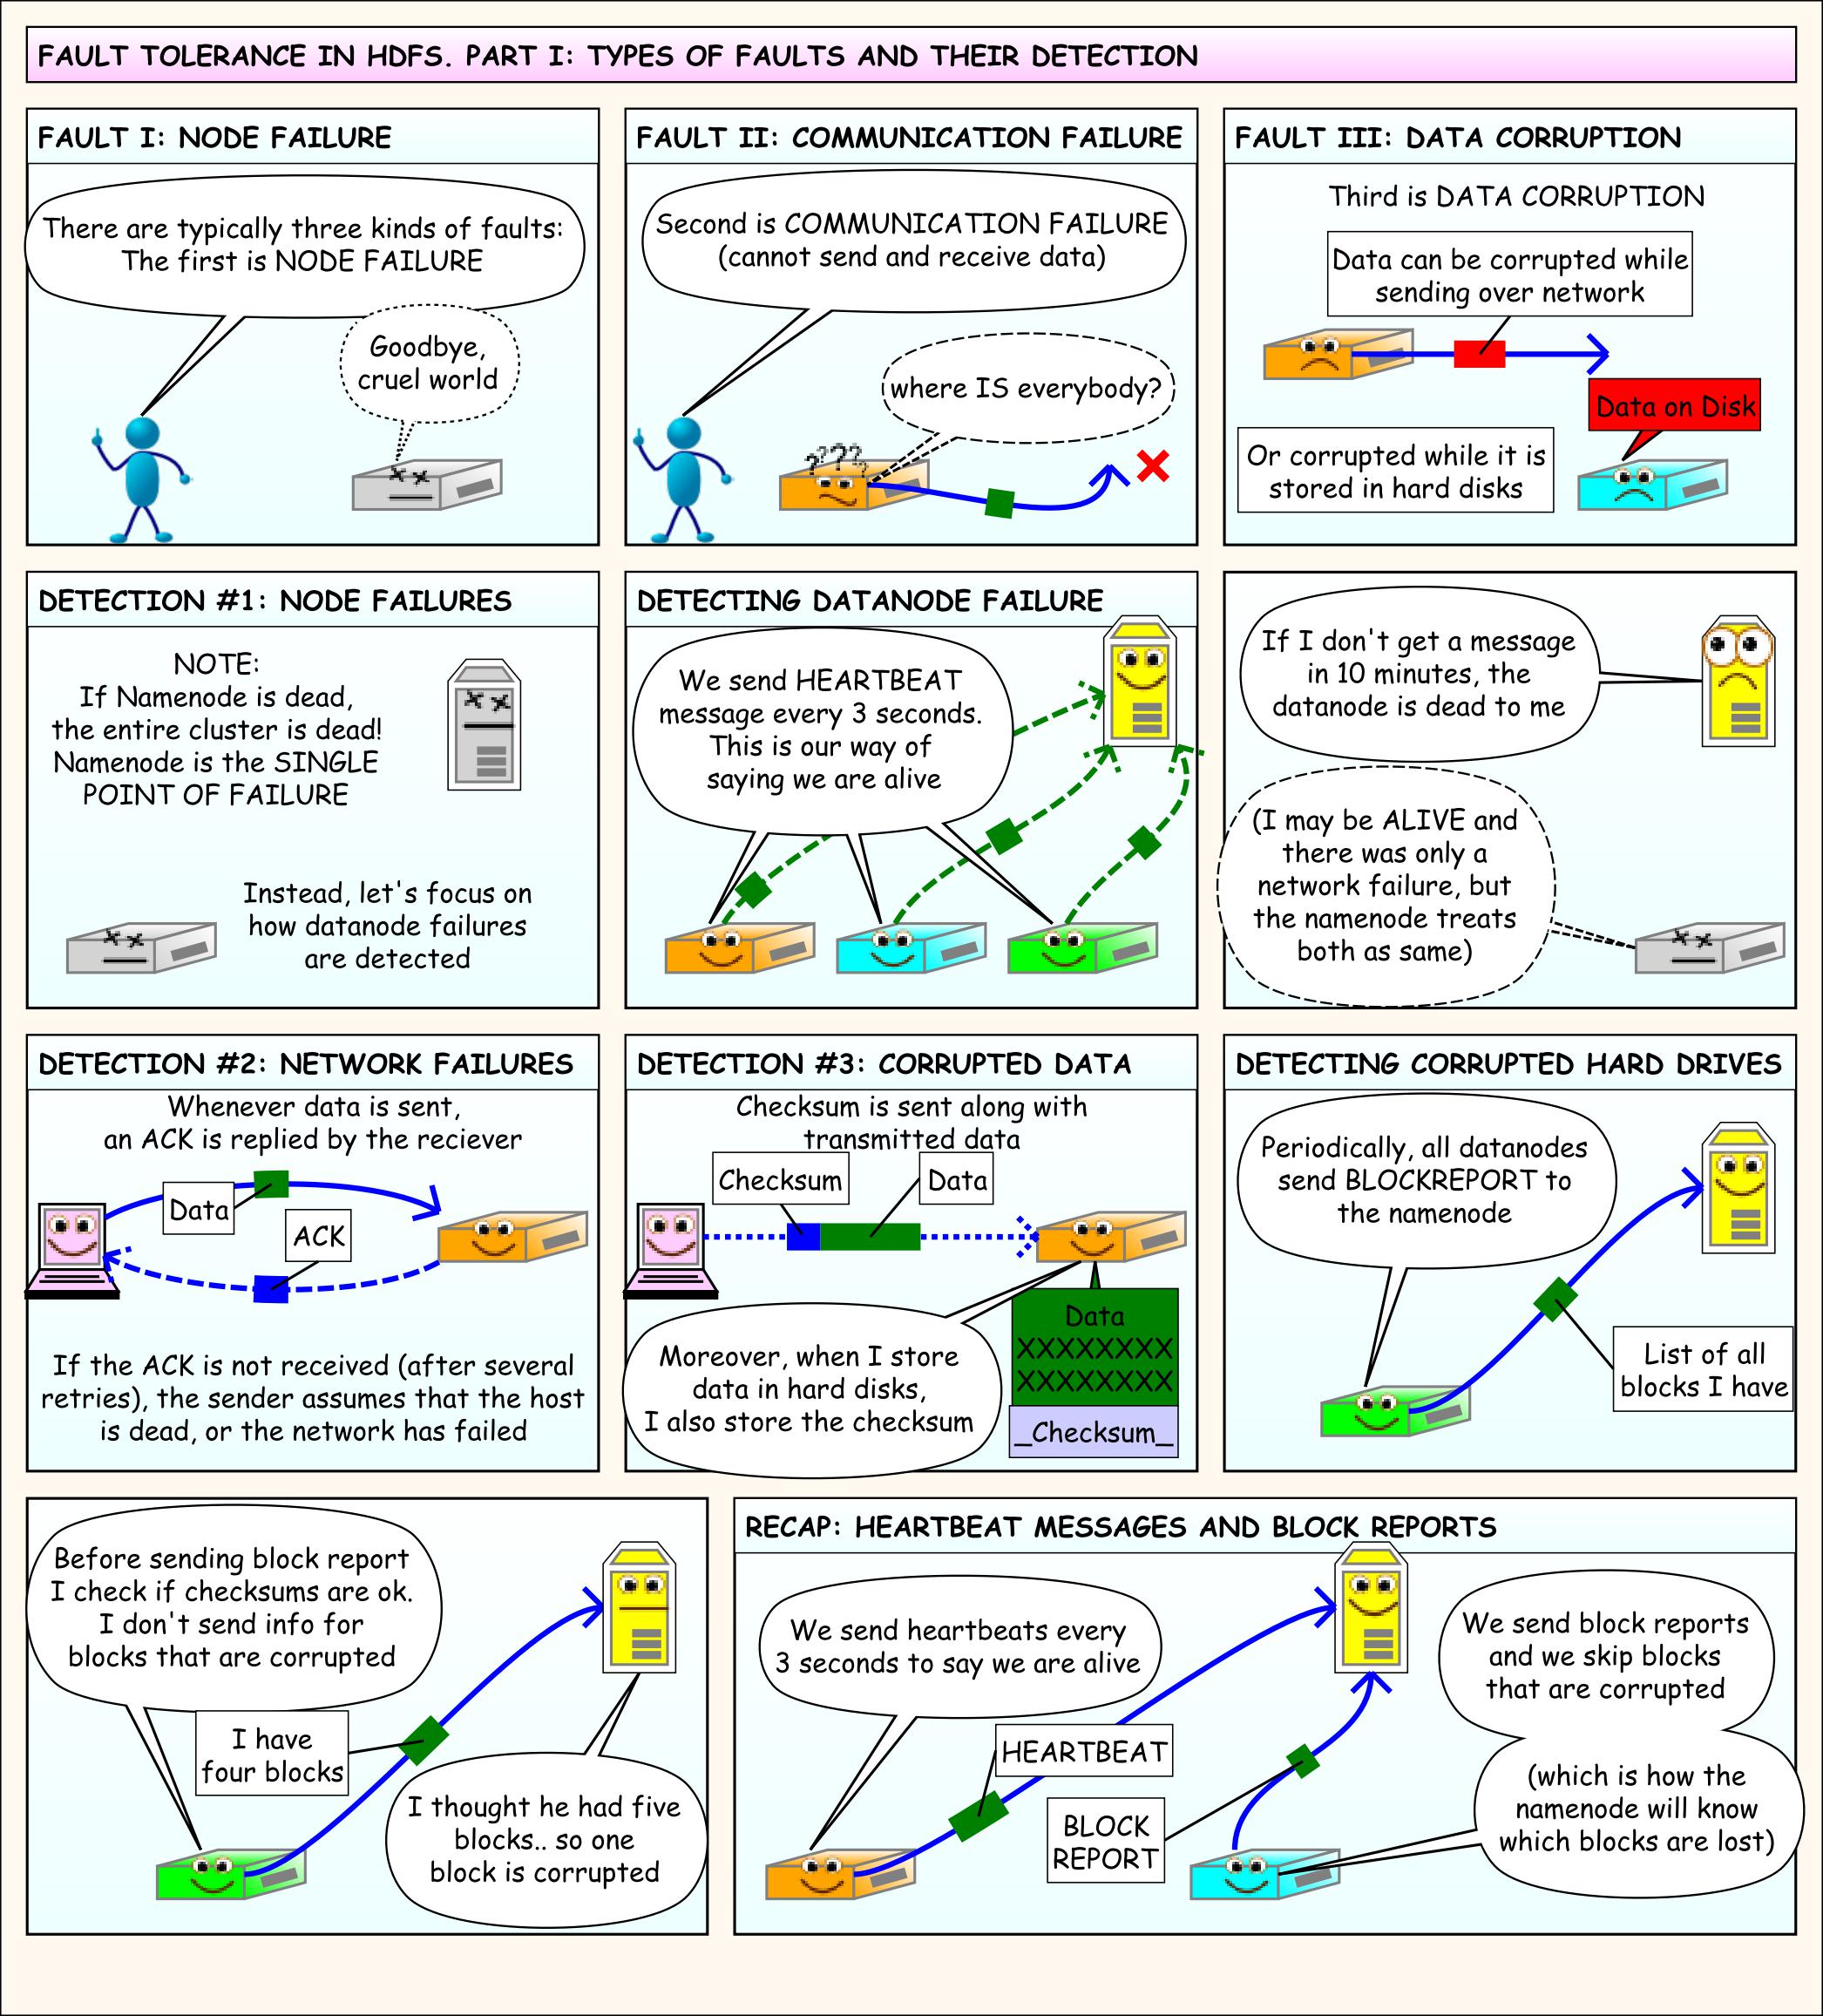 FAULT TOLERANCE IN HDFS. PART I: TYPES OF FAULTS AND THEIR DETECTION
FAULT I: NODE FAILURE
There are typically three kinds of faults:
The first is NODE FAILURE
Goodbye,
cruel world
FAULT II: COMMUNICATION FAILURE
Second is COMMUNICATION FAILURE
(cannot send and receive data)
where IS everybody?
?????
FAULT III: DATA CORRUPTION
Third is DATA CORRUPTION
Data can be corrupted while
sending over network
Data on Disk
Or corrupted while it is
stored in hard disks
DETECTION #1: NODE FAILURES
NOTE:
If Namenode is dead,
the entire cluster is dead!
Namenode is the SINGLE
POINT OF FAILURE
Instead, let's focus on
how datanode failures
are detected
DETECTING DATANODE FAILURE
We send HEARTBEAT
message every 3 seconds.
This is our way of
saying we are alive
If I don't get a message
in 10 minutes, the
datanode is dead to me
(I may be ALIVE and
there was only a
network failure, but
the namenode treats
both as same)
DETECTION #2: NETWORK FAILURES
Whenever data is sent,
an ACK is replied by the reciever
Data
ACK
If the ACK is not received (after several
retries), the sender assumes that the host
is dead, or the network has failed
DETECTION #3: CORRUPTED DATA
Checksum is sent along with
transmitted data
Checksum
Data
Moreover, when I store
data in hard disks,
I also store the checksum
Data
XXXXXXXX
XXXXXXXX
_Checksum_
DETECTING CORRUPTED HARD DRIVES
Periodically, all datanodes
send BLOCKREPORT to
the namenode
List of all
blocks I have
Before sending block report
I check if checksums are ok.
I don't send info for
blocks that are corrupted
I have
four blocks
I thought he had five
blocks.. so one
block is corrupted
RECAP: HEARTBEAT MESSAGES AND BLOCK REPORTS
We send heartbeats every
3 seconds to say we are alive
HEARTBEAT
BLOCK
REPORT
We send block reports
and we skip blocks
that are corrupted
(which is how the
namenode will know
which blocks are lost)